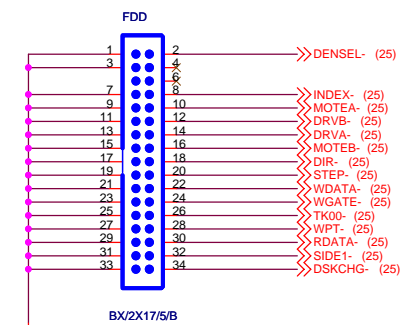 FDD
1 2 DENSEL- (25)
3 4
6
7 8 INDEX- (25)
9 10 MOTEA- (25)
11 12 DRVB- (25)
13 14 DRVA- (25)
15 16 MOTEB- (25)
17 18 DIR- (25)
19 20 STEP- (25)
21 22 WDATA- (25)
23 24 WGATE- (25)
25 26 TK00- (25)
27 28 WPT- (25)
29 30 RDATA- (25)
31 32 SIDE1- (25)
33 34 DSKCHG- (25)
BX/2X17/5/B